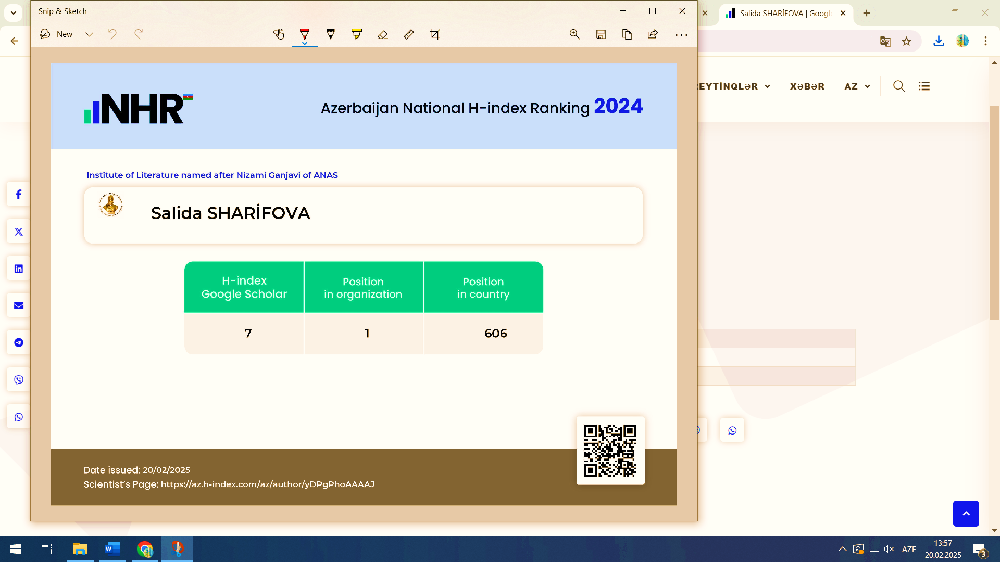 Snip & Sketch
Salida SHARİFOVA | Googl
New
REYTİNQLƏR
XƏBƏR
AZ
NHR
Azerbaijan National H-index Ranking 2024
Institute of Literature named after Nizami Ganjavi of ANAS
Salida SHARİFOVA
H-index Google Scholar
Position in organization
Position in country
7
1
606
Date issued: 20/02/2025
Scientist's Page: https://az.h-index.com/az/author/yDPgPhoAAAAJ
AZE
13:57
20.02.2025
3